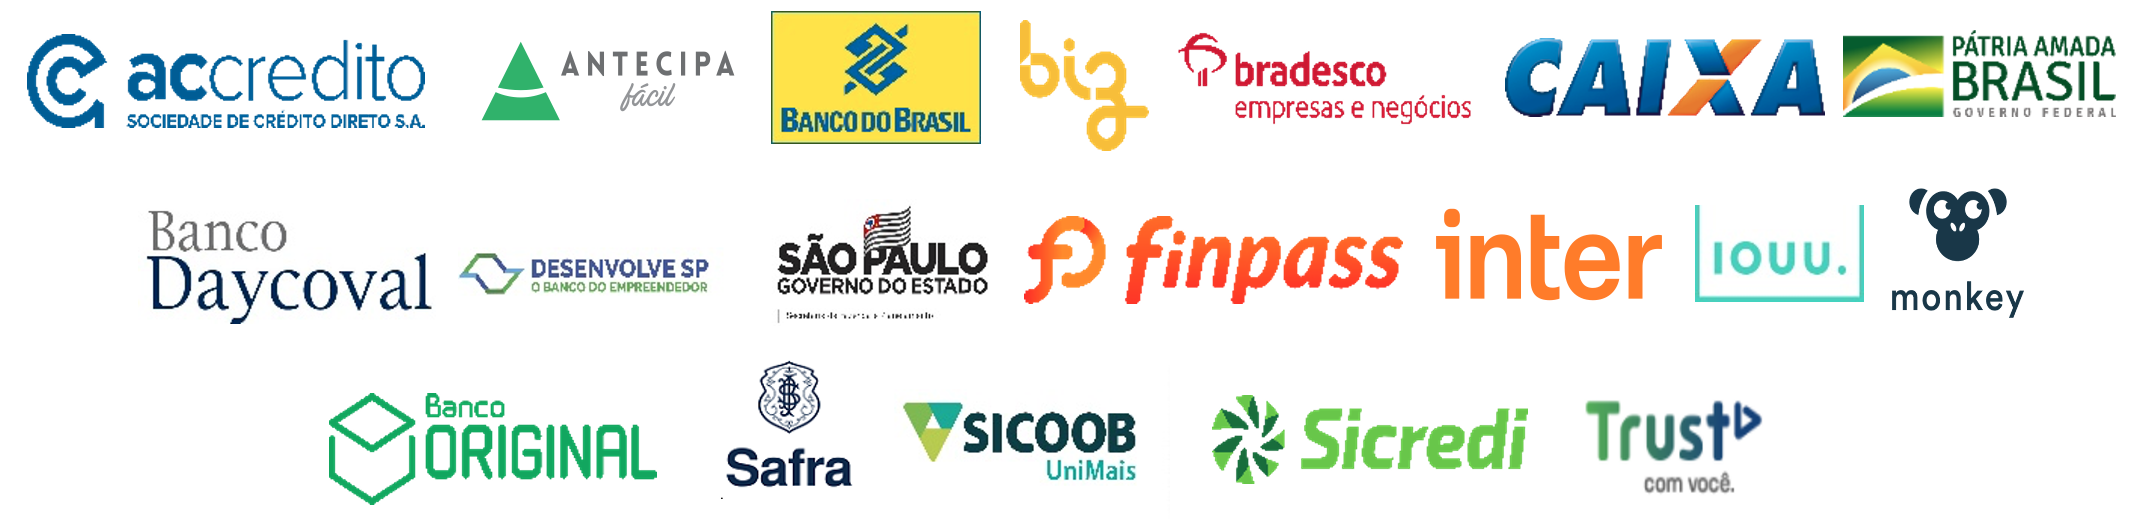 accredito
SOCIEDADE DE CRÉDITO DIRETO S.A.
ANTECIPA
fácil
BANCO DO BRASIL
biz
bradesco
empresas e negócios
CAIXA
PÁTRIA AMADA
BRASIL
GOVERNO FEDERAL
Banco
Daycoval
DESENVOLVE SP
O BANCO DO EMPREENDEDOR
SÃO PAULO
GOVERNO DO ESTADO
finpass
inter
IOUU.
monkey
Banco
ORIGINAL
Safra
SICOOB
UniMais
Sicredi
Trust
com você.